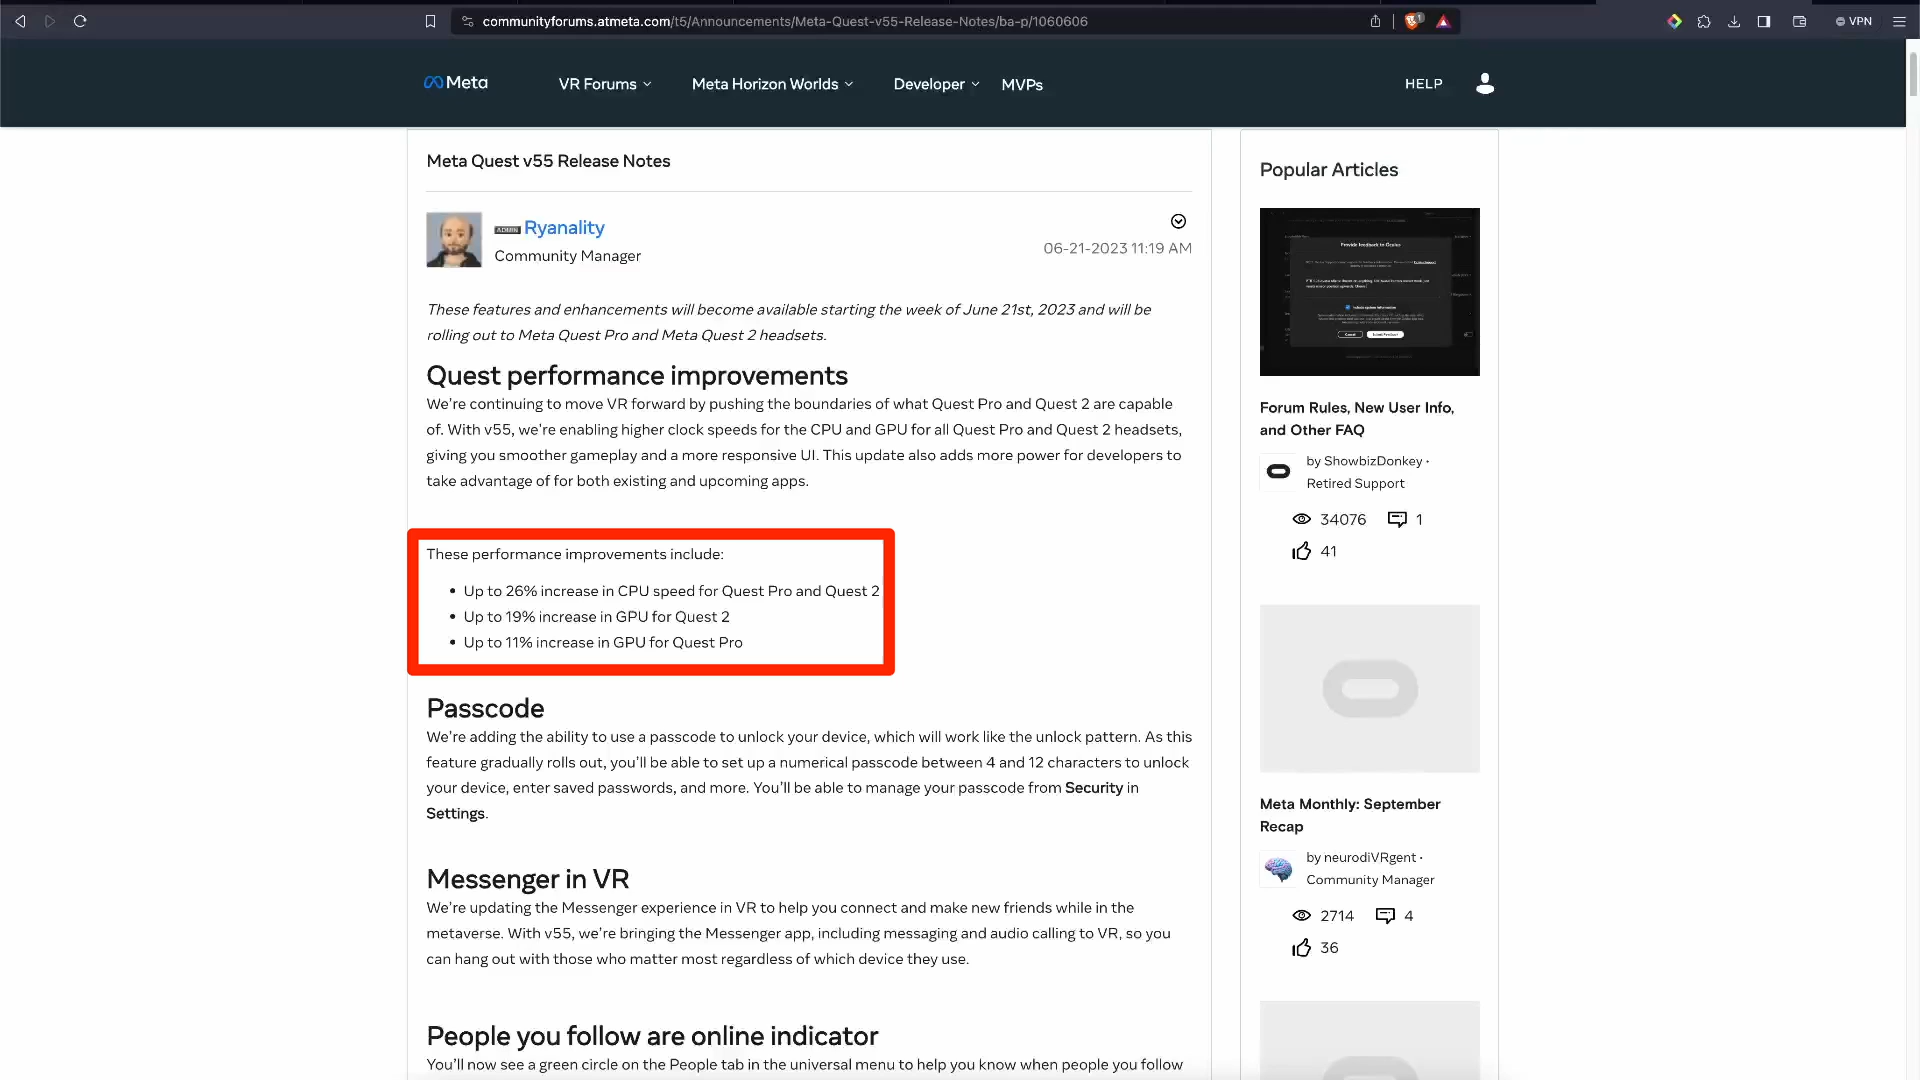 communityforums.atmeta.com/t5/Announcements/Meta-Quest-v55-Release-Notes/ba-p/1060606
1
VPN
Meta
VR Forums
Meta Horizon Worlds
Developer
MVPs
HELP
Meta Quest v55 Release Notes
ADMIN Ryanality
Community Manager
06-21-2023 11:19 AM
These features and enhancements will become available starting the week of June 21st, 2023 and will be
rolling out to Meta Quest Pro and Meta Quest 2 headsets.
Quest performance improvements
We’re continuing to move VR forward by pushing the boundaries of what Quest Pro and Quest 2 are capable
of. With v55, we’re enabling higher clock speeds for the CPU and GPU for all Quest Pro and Quest 2 headsets,
giving you smoother gameplay and a more responsive UI. This update also adds more power for developers to
take advantage of for both existing and upcoming apps.
These performance improvements include:
• Up to 26% increase in CPU speed for Quest Pro and Quest 2
• Up to 19% increase in GPU for Quest 2
• Up to 11% increase in GPU for Quest Pro
Passcode
We’re adding the ability to use a passcode to unlock your device, which will work like the unlock pattern. As this
feature gradually rolls out, you’ll be able to set up a numerical passcode between 4 and 12 characters to unlock
your device, enter saved passwords, and more. You’ll be able to manage your passcode from Security in
Settings.
Messenger in VR
We’re updating the Messenger experience in VR to help you connect and make new friends while in the
metaverse. With v55, we’re bringing the Messenger app, including messaging and audio calling to VR, so you
can hang out with those who matter most regardless of which device they use.
People you follow are online indicator
You’ll now see a green circle on the People tab in the universal menu to help you know when people you follow
Popular Articles
Provide feedback to Oculus
Include system information
Cancel
Submit Feedback
Forum Rules, New User Info,
and Other FAQ
by ShowbizDonkey •
Retired Support
34076
1
41
Meta Monthly: September
Recap
by neurodiVRgent •
Community Manager
2714
4
36